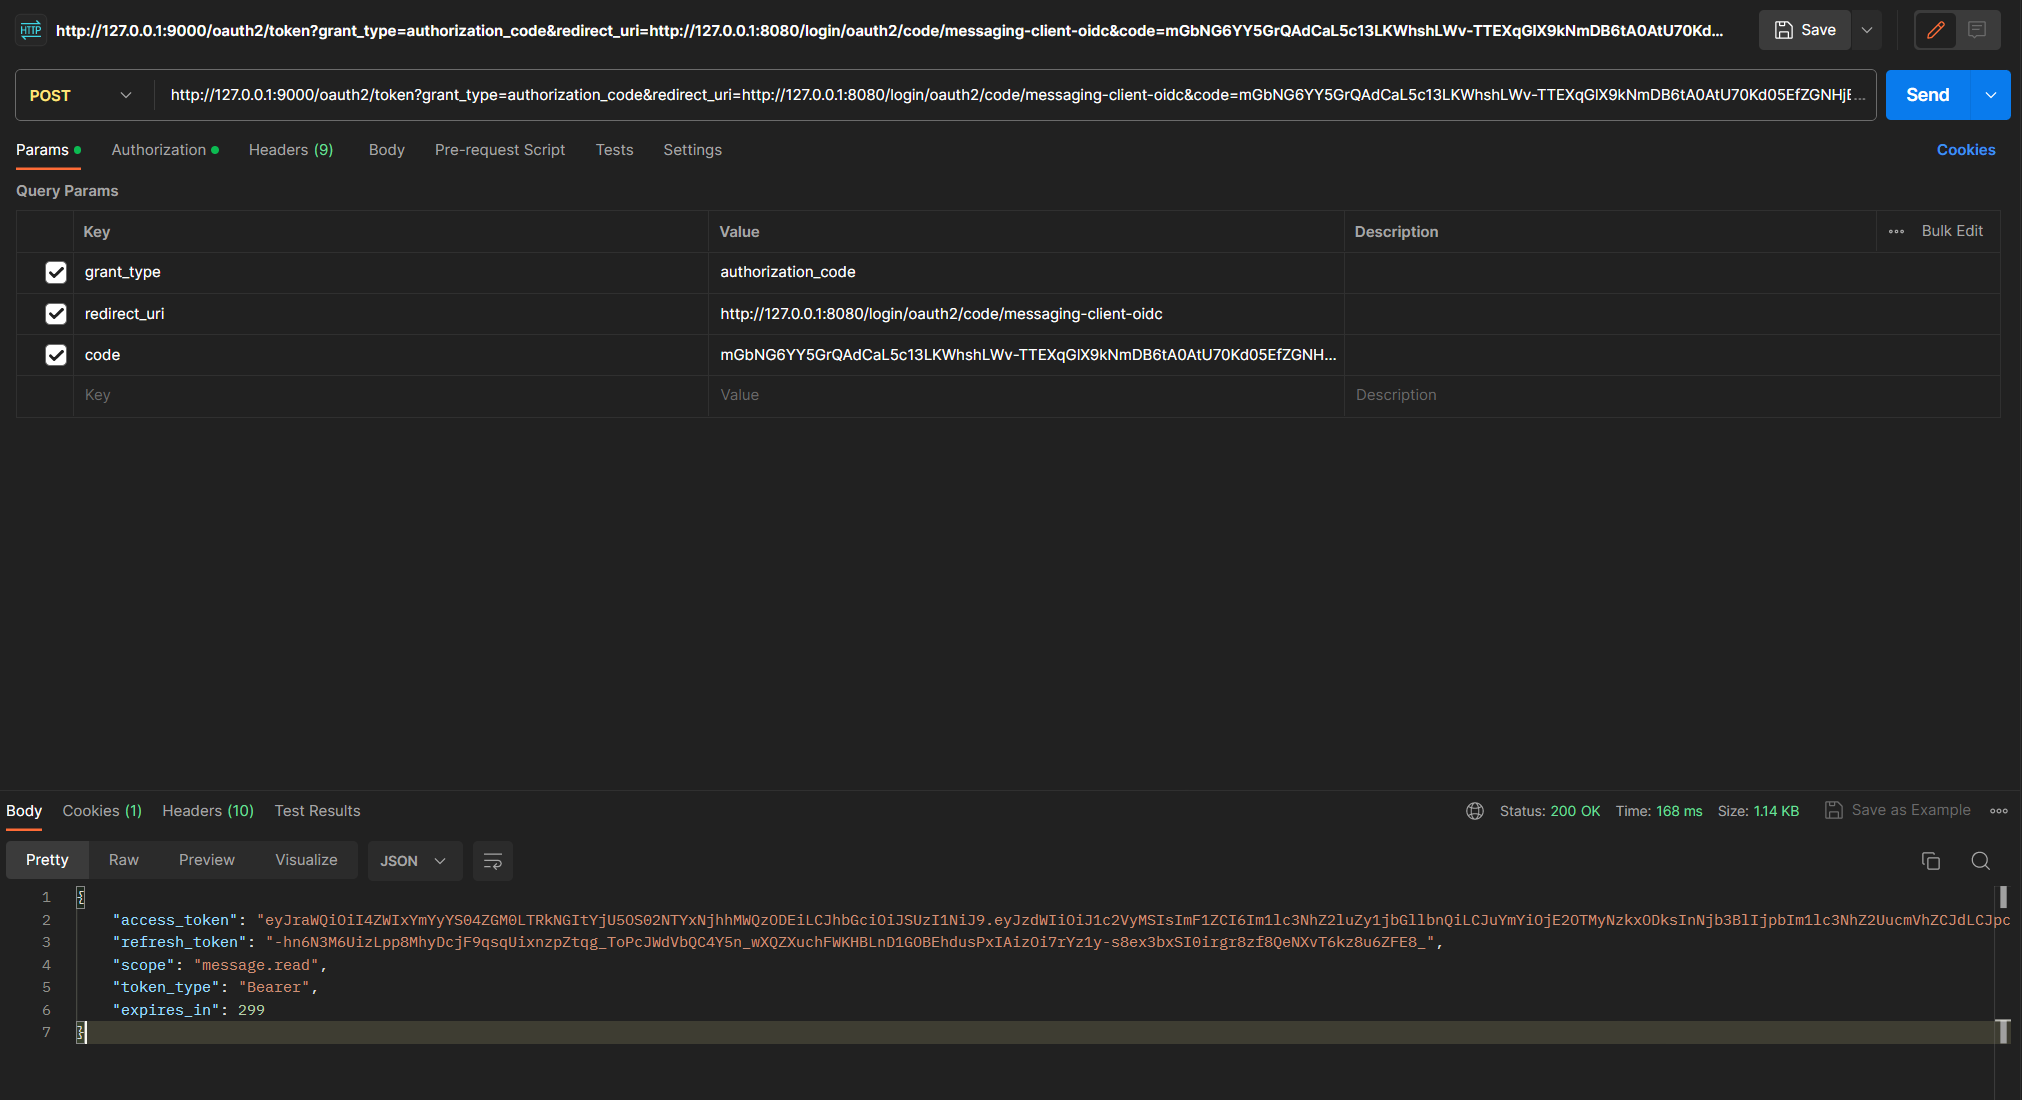 HTTP http://127.0.0.1:9000/oauth2/token?grant_type=authorization_code&redirect_uri=http://127.0.0.1:8080/login/oauth2/code/messaging-client-oidc&code=mGbNG6YY5GrQAdCaL5c13LKWhshLWv-TTEXqGlX9kNmDB6tA0AtU70Kd... Save
POST http://127.0.0.1:9000/oauth2/token?grant_type=authorization_code&redirect_uri=http://127.0.0.1:8080/login/oauth2/code/messaging-client-oidc&code=mGbNG6YY5GrQAdCaL5c13LKWhshLWv-TTEXqGlX9kNmDB6tA0AtU70Kd05EfZGNHjE... Send
Params Authorization Headers (9) Body Pre-request Script Tests Settings Cookies
Query Params
Key Value Description Bulk Edit
grant_type authorization_code
redirect_uri http://127.0.0.1:8080/login/oauth2/code/messaging-client-oidc
code mGbNG6YY5GrQAdCaL5c13LKWhshLWv-TTEXqGlX9kNmDB6tA0AtU70Kd05EfZGNH...
Key Value Description
Body Cookies (1) Headers (10) Test Results Status: 200 OK Time: 168 ms Size: 1.14 KB Save as Example
Pretty Raw Preview Visualize JSON
1 {
2 "access_token": "eyJraWQiOiI4ZWIxYmYyYS04ZGM0LTRkNGItYjU5OS02NTYxNjhhMWQzODEiLCJhbGciOiJSUzI1NiJ9.eyJzdWIiOiJ1c2VyMSIsImF1ZCI6Im1lc3NhZ2luZy1jbGllbnQiLCJuYmYiOjE2OTMyNzkxODksInNjb3BlIjpbIm1lc3NhZ2UucmVhZCJdLCJpc
3 "refresh_token": "-hn6N3M6UizLpp8MhyDcjF9qsqUixnzpZtqg_ToPcJWdVbQC4Y5n_wXQZXuchFWKHBLnD1GOBEhdusPxIAizOi7rYz1y-s8ex3bxSI0irgr8zf8QeNXvT6kz8u6ZFE8_",
4 "scope": "message.read",
5 "token_type": "Bearer",
6 "expires_in": 299
7 }